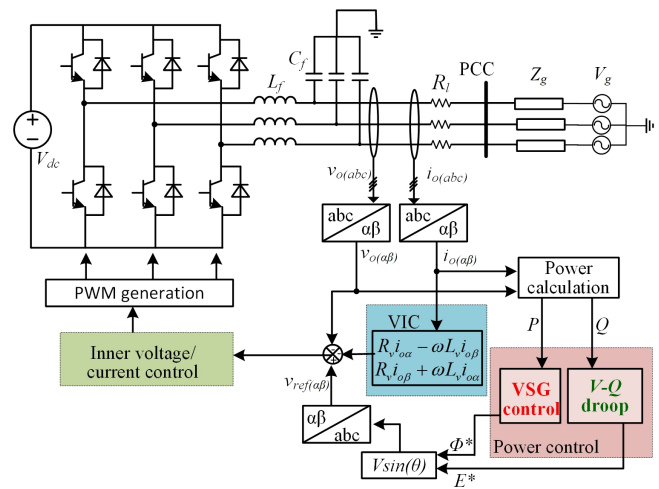 C_f
L_f
R_l
PCC
Z_g
V_g
V_dc
v_o(abc)
i_o(abc)
abc
αβ
abc
αβ
v_o(αβ)
i_o(αβ)
PWM generation
Power
calculation
VIC
P
Q
Inner voltage/
current control
R_v i_oα − ωL_v i_oβ
R_v i_oβ + ωL_v i_oα
v_ref(αβ)
VSG
control
V-Q
droop
αβ
abc
Power control
Φ*
Vsin(θ)
E*